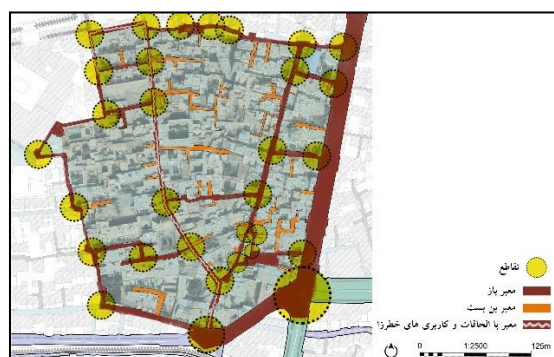 تقاطع
معبر باز
معبر بن بست
معبر با الحاقات و کاربری های خطرزا
0 1:2500 125m